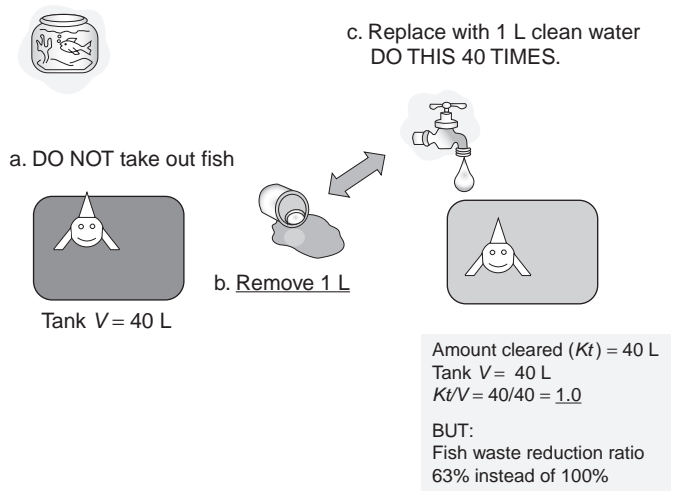 c. Replace with 1 L clean water
DO THIS 40 TIMES.
a. DO NOT take out fish
b. Remove 1 L
Tank V = 40 L
Amount cleared (Kt) = 40 L
Tank V = 40 L
Kt/V = 40/40 = 1.0
BUT:
Fish waste reduction ratio
63% instead of 100%